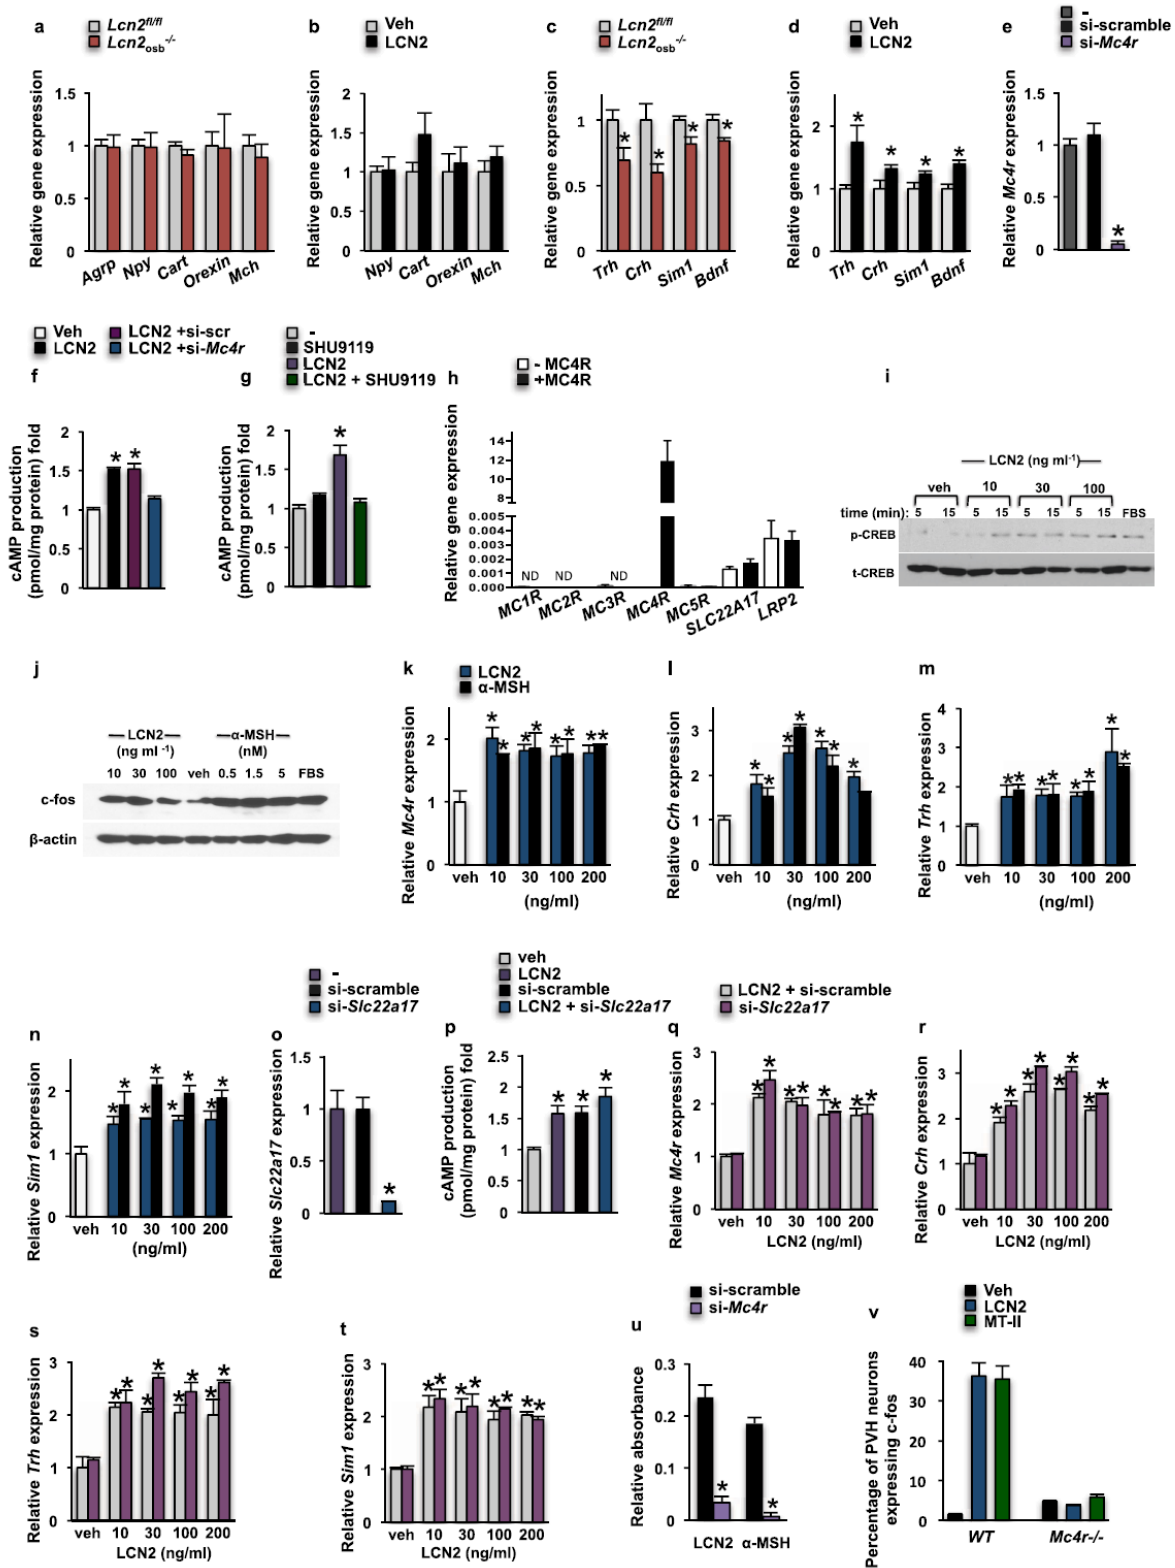 a
Lcn2fl/fl
Lcn2osb-/-
Relative gene expression
1.5
1
0.5
0
Agrp
Npy
Cart
Orexin
Mch
b
Veh
LCN2
Relative gene expression
2
1.5
1
0.5
0
Npy
Cart
Orexin
Mch
c
Lcn2fl/fl
Lcn2osb-/-
Relative gene expression
1
0.5
0
* * * *
Trh
Crh
Sim1
Bdnf
d
Veh
LCN2
Relative gene expression
2
1
0
* * * *
Trh
Crh
Sim1
Bdnf
e
-
si-scramble
si-Mc4r
Relative Mc4r expression
1.5
1
0.5
0
*
f
Veh
LCN2
LCN2 +si-scr
LCN2 +si-Mc4r
cAMP production
(pmol/mg protein) fold
2
1.5
1
0.5
0
* *
g
-
SHU9119
LCN2
LCN2 + SHU9119
cAMP production
(pmol/mg protein) fold
2
1.5
1
0.5
0
*
h
- MC4R
+MC4R
Relative gene expression
14
12
10
8
6
0.005
0.004
0.003
0.002
0.001
0.000
ND ND ND
MC1R
MC2R
MC3R
MC4R
MC5R
SLC22A17
LRP2
i
LCN2 (ng ml-1)
veh 10 30 100
time (min): 5 15 5 15 5 15 5 15 FBS
p-CREB
t-CREB
j
LCN2 α-MSH
(ng ml -1) (nM)
10 30 100 veh 0.5 1.5 5 FBS
c-fos
β-actin
k
LCN2
α-MSH
Relative Mc4r expression
2
1
0
* * * * * * * *
veh 10 30 100 200
(ng/ml)
l
Relative Crh expression
3
2
1
0
* * * * * *
veh 10 30 100 200
(ng/ml)
m
Relative Trh expression
4
3
2
1
0
* * * * * * * *
veh 10 30 100 200
(ng/ml)
n
Relative Sim1 expression
2
1
0
* * * * * * * *
veh 10 30 100 200
(ng/ml)
o
-
si-scramble
si-Slc22a17
Relative Slc22a17 expression
1.5
1
0.5
0
*
p
veh
LCN2
si-scramble
LCN2 + si-Slc22a17
cAMP production
(pmol/mg protein) fold
2.5
2
1.5
1
0.5
0
* * *
q
LCN2 + si-scramble
si-Slc22a17
Relative Mc4r expression
3
2
1
0
* * * * * * * *
veh 10 30 100 200
LCN2 (ng/ml)
r
Relative Crh expression
3
2
1
0
* * * * * * *
veh 10 30 100 200
LCN2 (ng/ml)
s
Relative Trh expression
3
2
1
0
* * * * * * * *
veh 10 30 100 200
LCN2 (ng/ml)
t
Relative Sim1 expression
3
2
1
0
* * * * * * * *
veh 10 30 100 200
LCN2 (ng/ml)
u
si-scramble
si-Mc4r
Relative absorbance
0.3
0.2
0.1
0
* *
LCN2 α-MSH
v
Veh
LCN2
MT-II
Percentage of PVH neurons
expressing c-fos
40
30
20
10
0
WT Mc4r-/-